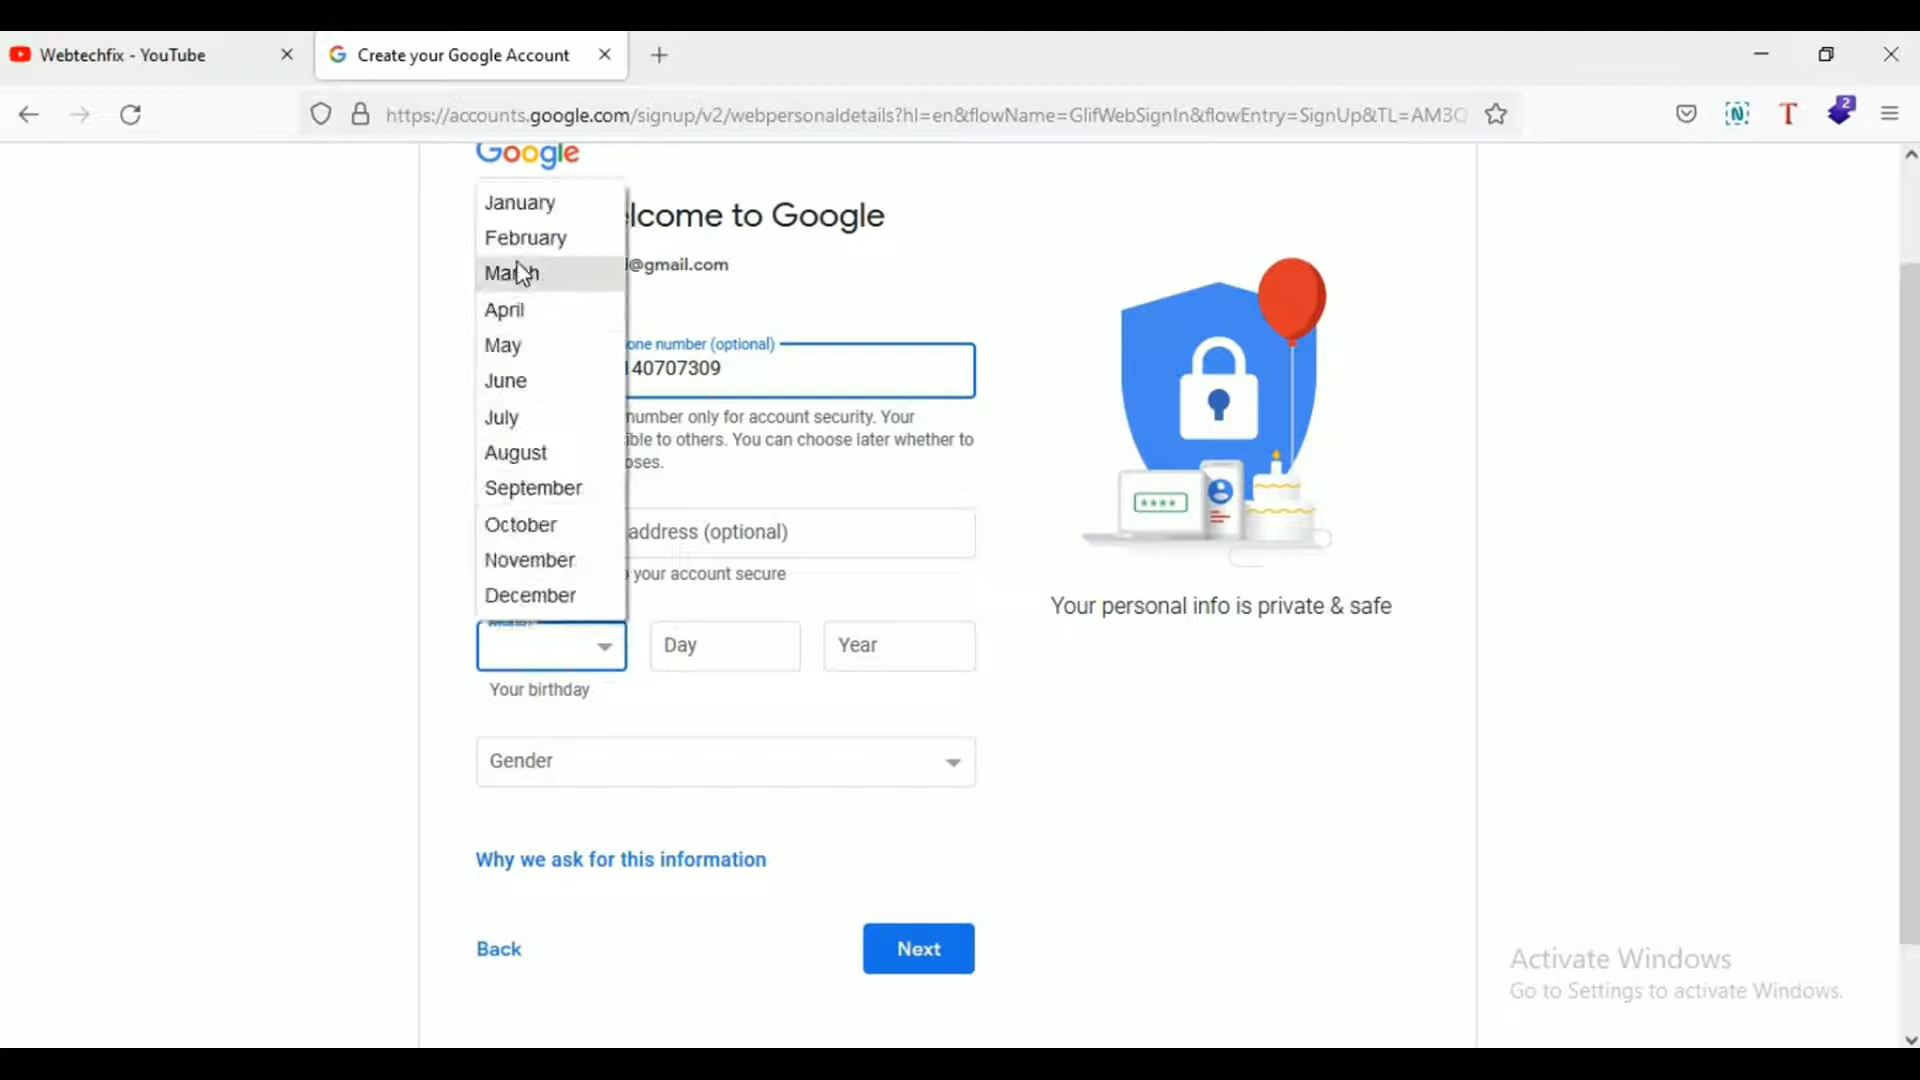 Webtechfix - YouTube
Create your Google Account
https://accounts.google.com/signup/v2/webpersonaldetails?hl=en&flowName=GlifWebSignIn&flowEntry=SignUp&TL=AM3Q
2
Google
lcome to Google
l@gmail.com
January
February
March
April
May
June
July
August
September
October
November
December
one number (optional)
140707309
number only for account security. Your
ible to others. You can choose later whether to
oses.
address (optional)
your account secure
Day
Year
Your birthday
Gender
Why we ask for this information
Back
Next
****
Your personal info is private & safe
Activate Windows
Go to Settings to activate Windows.